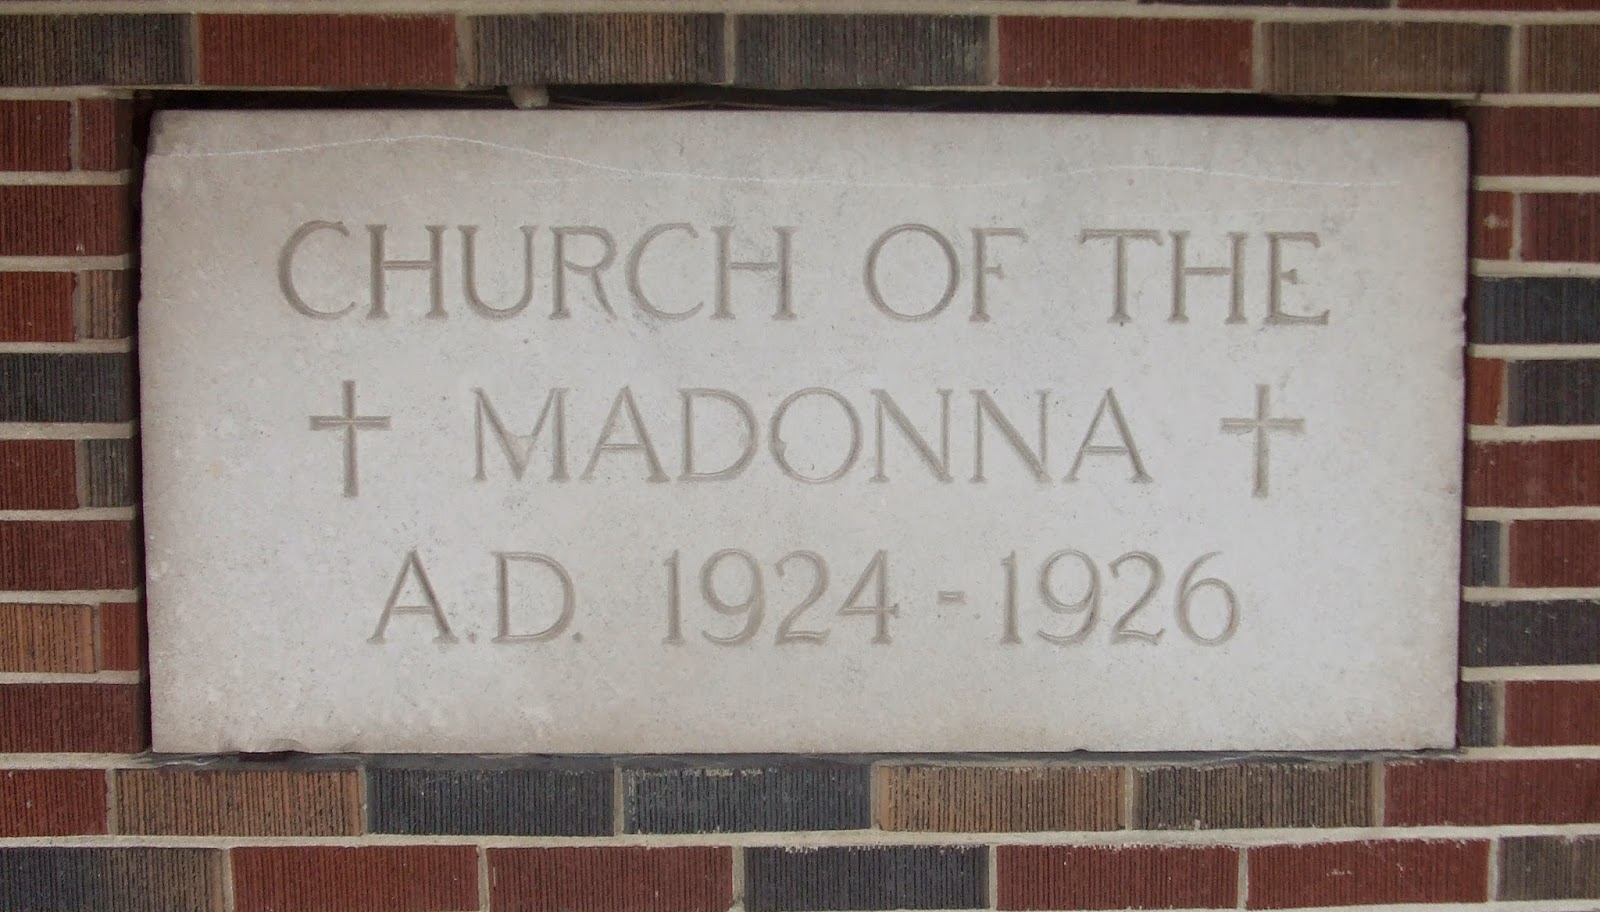 CHURCH OF THE
† MADONNA †
A.D. 1924-1926